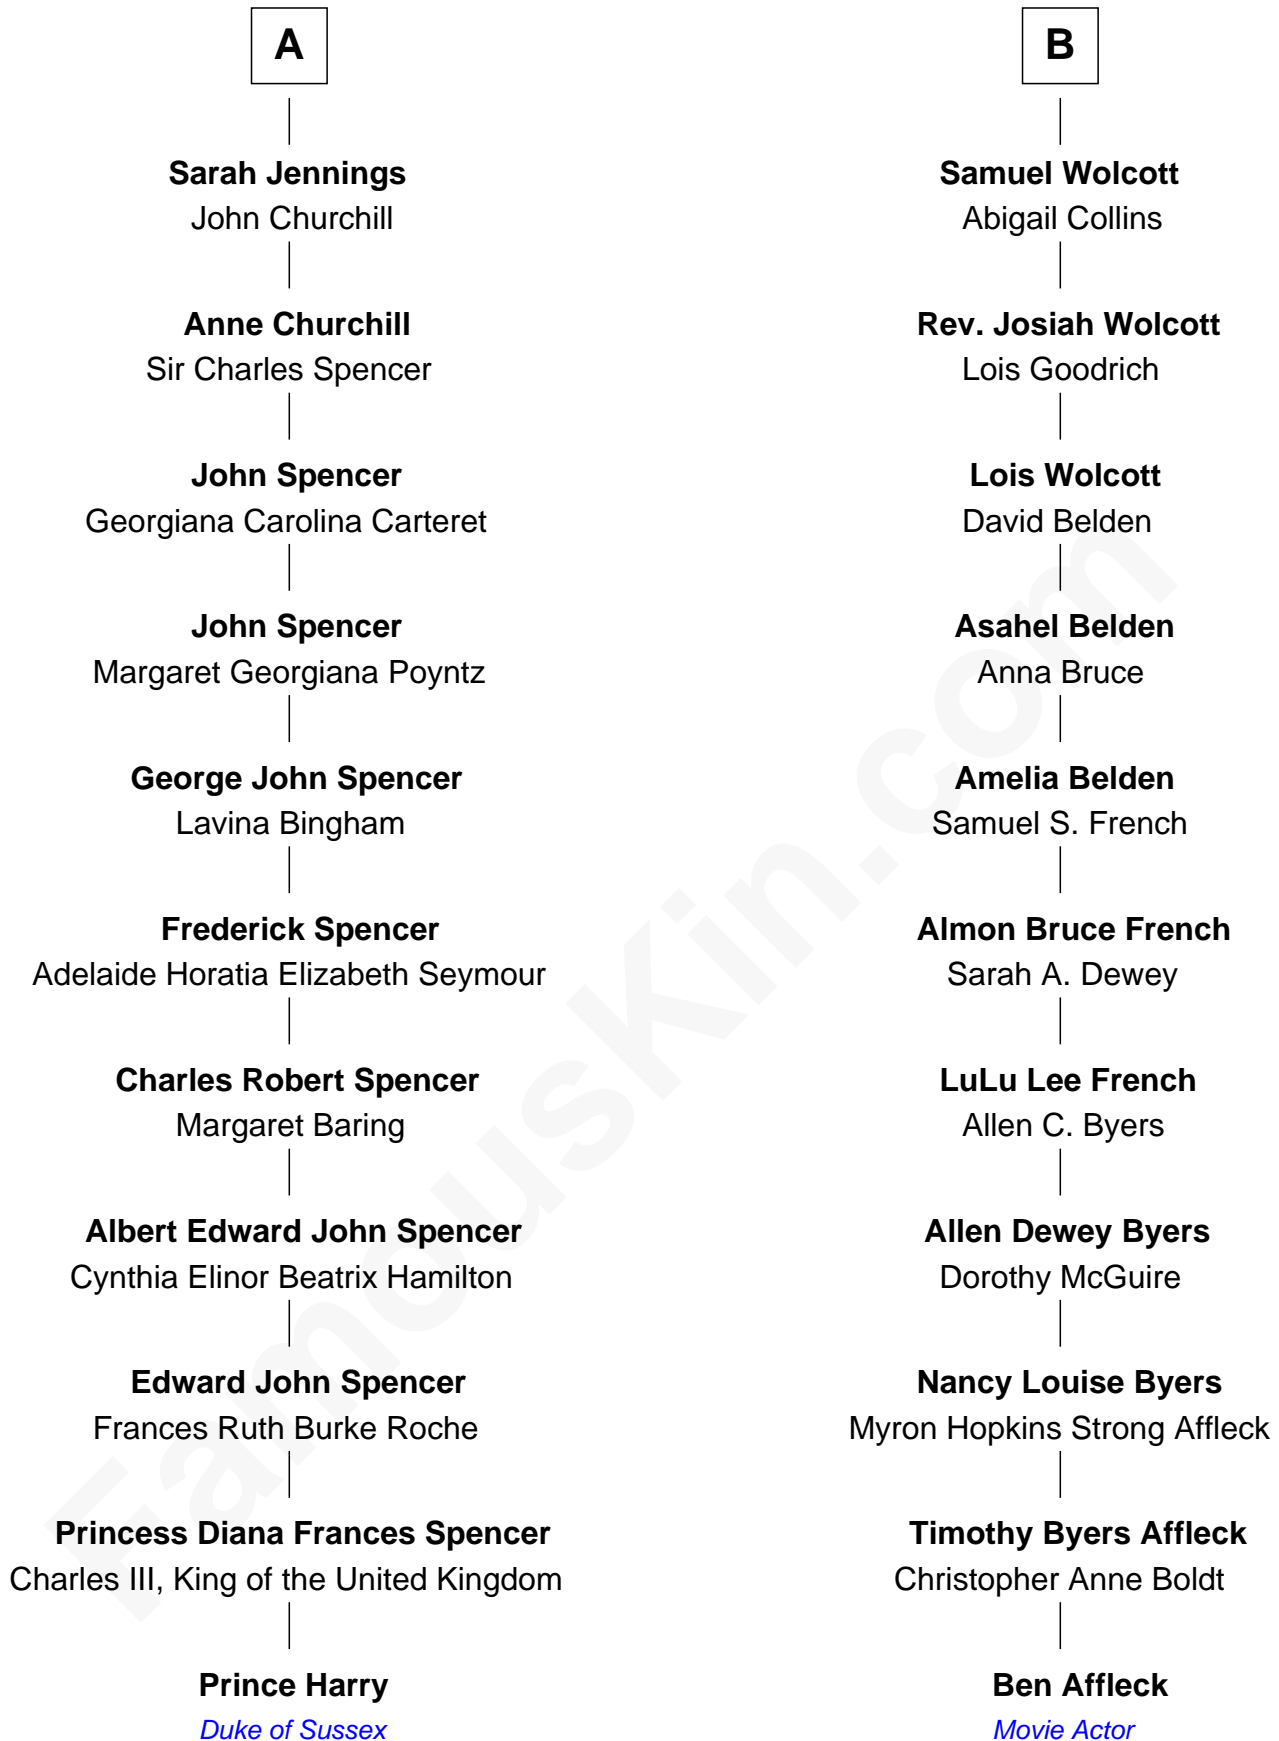 A
Sarah Jennings
John Churchill
Anne Churchill
Sir Charles Spencer
John Spencer
Georgiana Carolina Carteret
John Spencer
Margaret Georgiana Poyntz
George John Spencer
Lavina Bingham
Frederick Spencer
Adelaide Horatia Elizabeth Seymour
Charles Robert Spencer
Margaret Baring
Albert Edward John Spencer
Cynthia Elinor Beatrix Hamilton
Edward John Spencer
Frances Ruth Burke Roche
Princess Diana Frances Spencer
Charles III, King of the United Kingdom
Prince Harry
Duke of Sussex
B
Samuel Wolcott
Abigail Collins
Rev. Josiah Wolcott
Lois Goodrich
Lois Wolcott
David Belden
Asahel Belden
Anna Bruce
Amelia Belden
Samuel S. French
Almon Bruce French
Sarah A. Dewey
LuLu Lee French
Allen C. Byers
Allen Dewey Byers
Dorothy McGuire
Nancy Louise Byers
Myron Hopkins Strong Affleck
Timothy Byers Affleck
Christopher Anne Boldt
Ben Affleck
Movie Actor
FamousKin.com